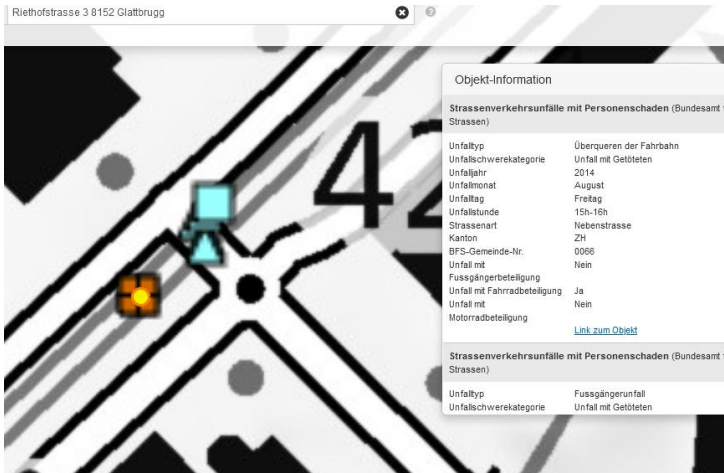 Riethofstrasse 3 8152 Glattbrugg
Objekt-Information
Strassenverkehrsunfälle mit Personenschaden (Bundesamt
Strassen)
Unfalltyp Überqueren der Fahrbahn
Unfallschwerekategorie Unfall mit Getöteten
Unfalljahr 2014
Unfallmonat August
Unfalltag Freitag
Unfallstunde 15h-16h
Strassenart Nebenstrasse
Kanton ZH
BFS-Gemeinde-Nr. 0066
Unfall mit Nein
Fussgängerbeteiligung
Unfall mit Fahrradbeteiligung Ja
Unfall mit Nein
Motorradbeteiligung
Link zum Objekt
Strassenverkehrsunfälle mit Personenschaden (Bundesamt
Strassen)
Unfalltyp Fussgängerunfall
Unfallschwerekategorie Unfall mit Getöteten
42